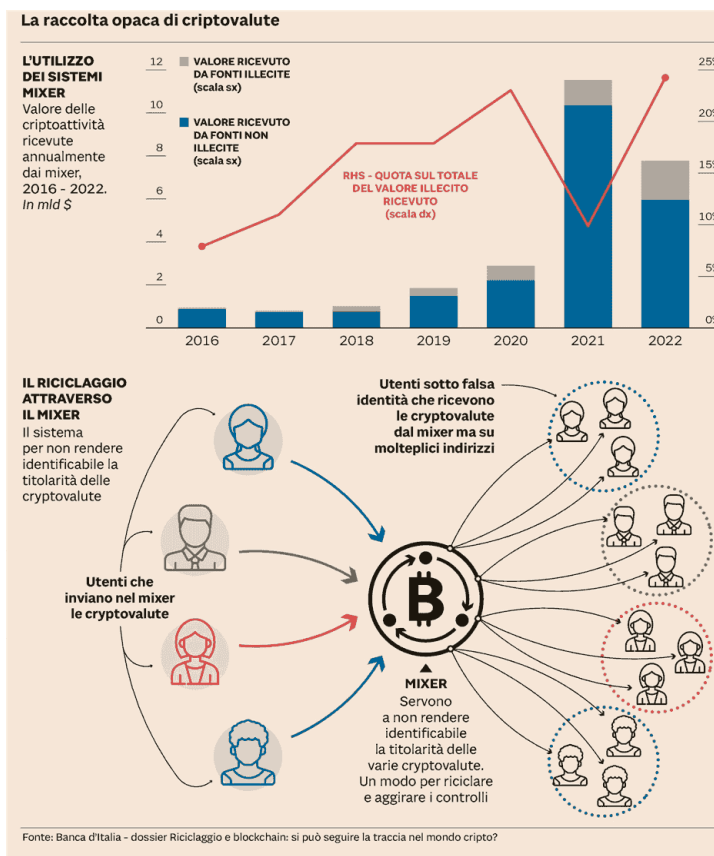 La raccolta opaca di criptovalute
L'UTILIZZO
DEI SISTEMI
MIXER
Valore delle
criptoattività
ricevute
annualmente
dai mixer,
2016 - 2022.
In mld $
12
10
8
6
4
2
0
VALORE RICEVUTO
DA FONTI ILLECITE
(scala sx)
VALORE RICEVUTO
DA FONTI NON
ILLECITE
(scala sx)
RHS - QUOTA SUL TOTALE
DEL VALORE ILLECITO
RICEVUTO
(scala dx)
25%
20%
15%
10%
5%
0%
2016 2017 2018 2019 2020 2021 2022
IL RICICLAGGIO
ATTRAVERSO
IL MIXER
Il sistema
per non rendere
identificabile la
titolarità delle
cryptovalute
Utenti che
inviano nel mixer
le cryptovalute
Utenti sotto falsa
identità che ricevono
le cryptovalute
dal mixer ma su
molteplici indirizzi
MIXER
Servono
a non rendere
identificabile
la titolarità delle
varie cryptovalute.
Un modo per riciclare
e aggirare i controlli
Fonte: Banca d'Italia - dossier Riciclaggio e blockchain: si può seguire la traccia nel mondo cripto?